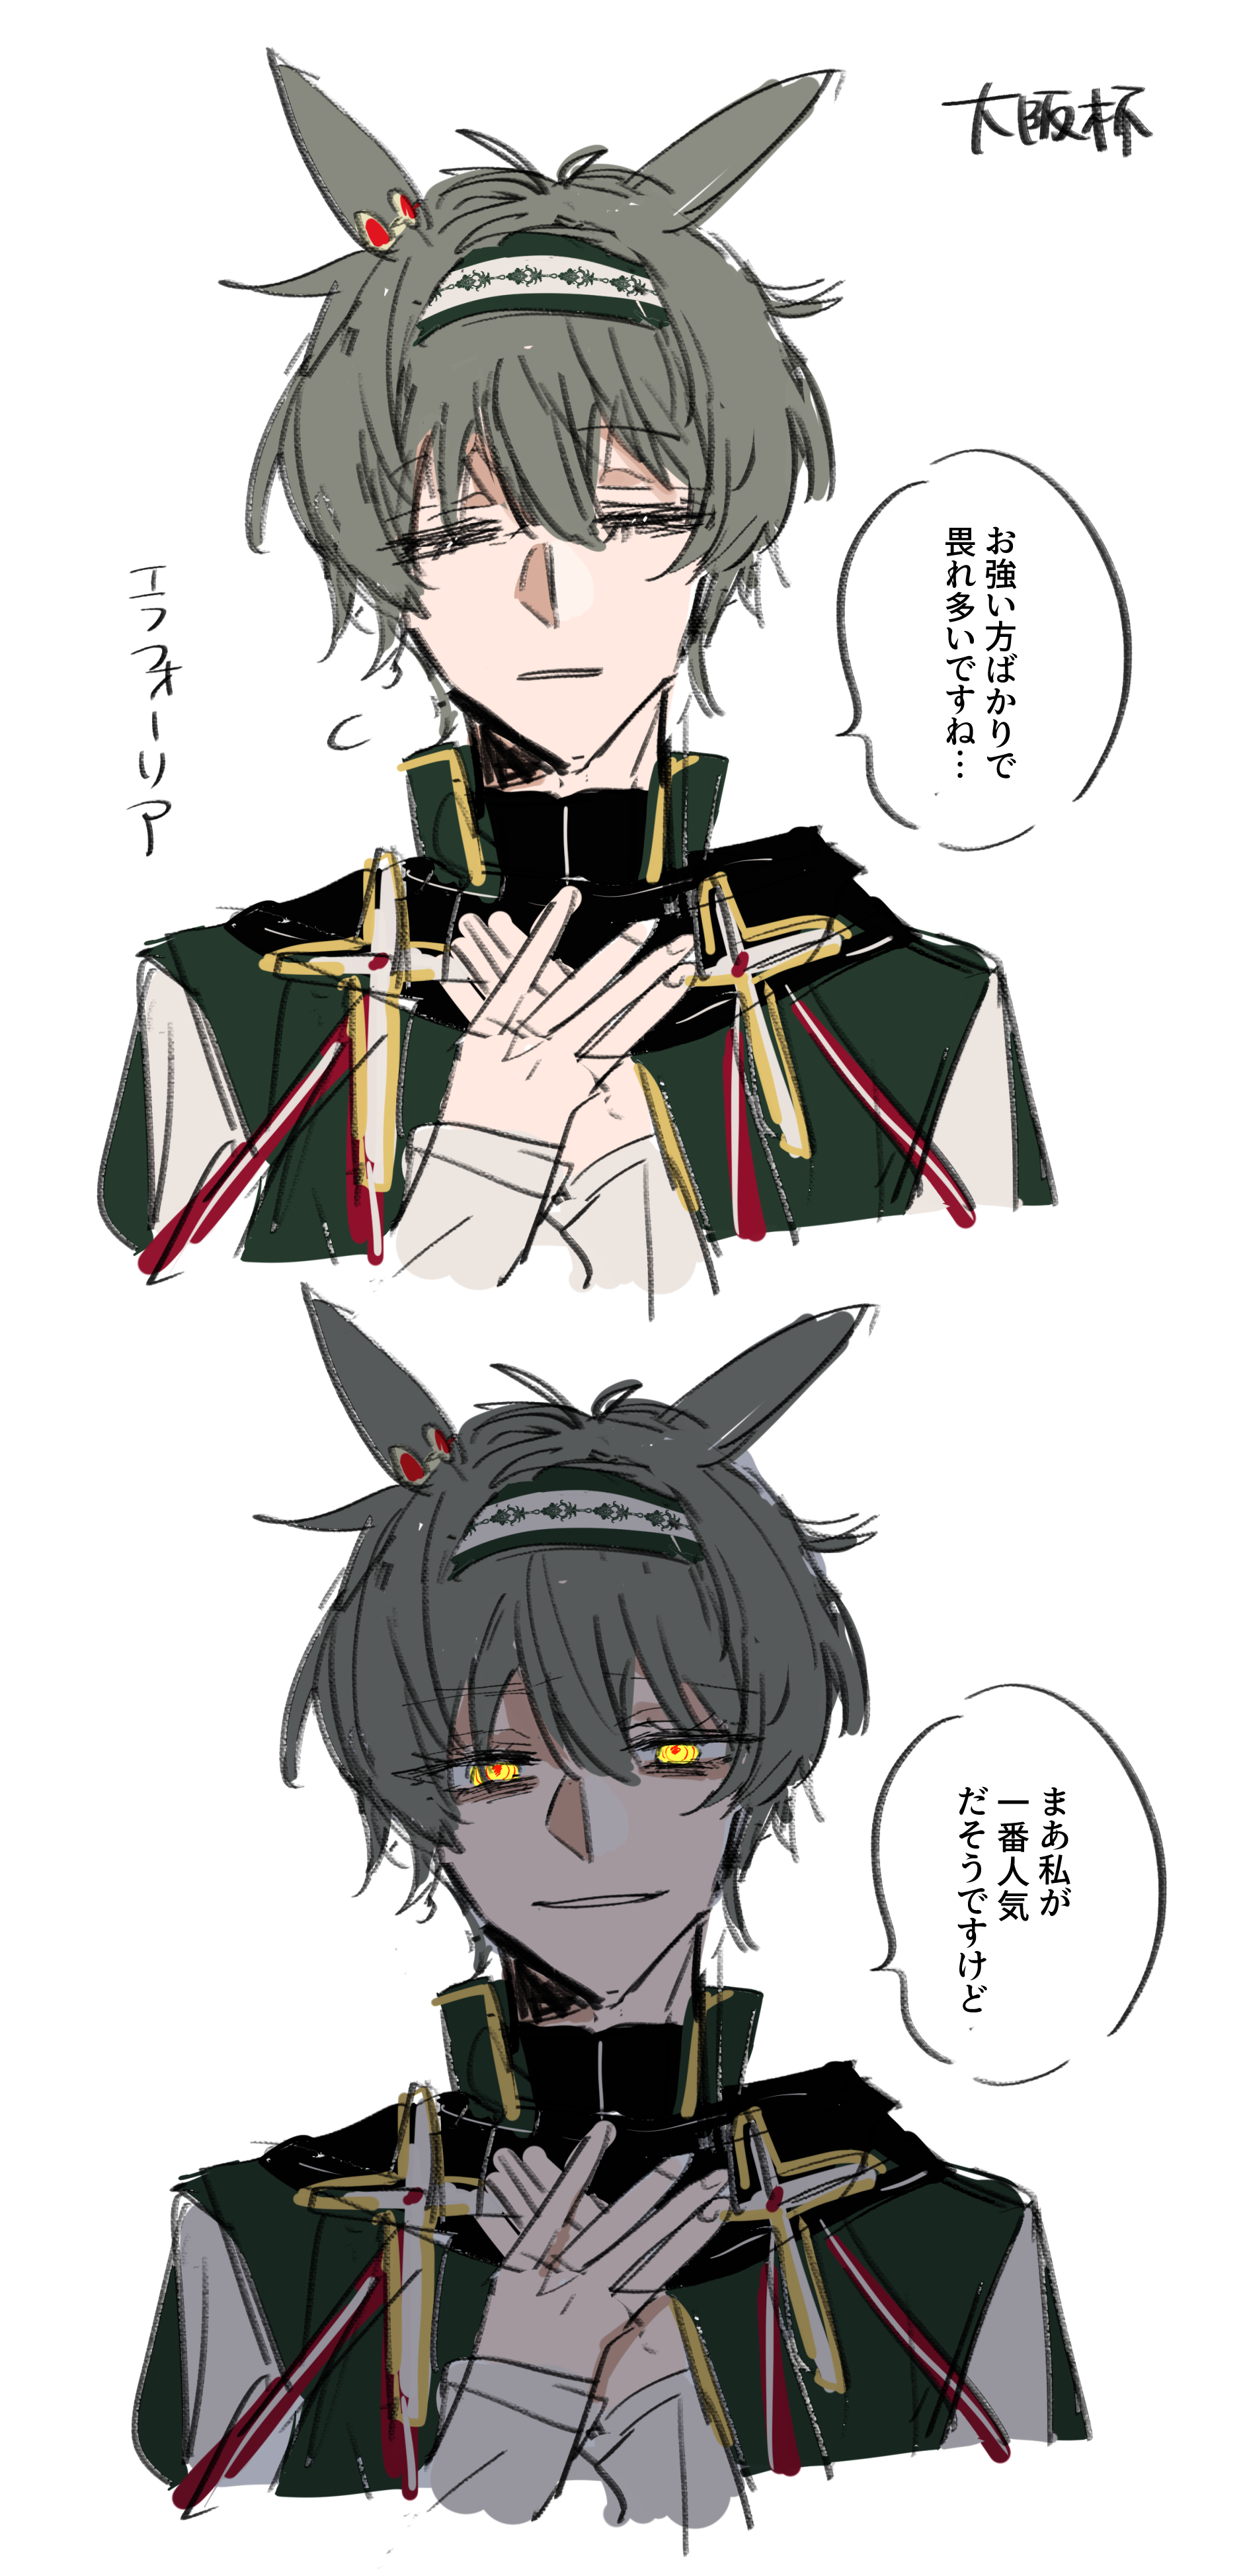 大阪杯
エフフォーリア
お強い方ばかりで
畏れ多いですね…
まあ私が
一番人気
だそうですけど